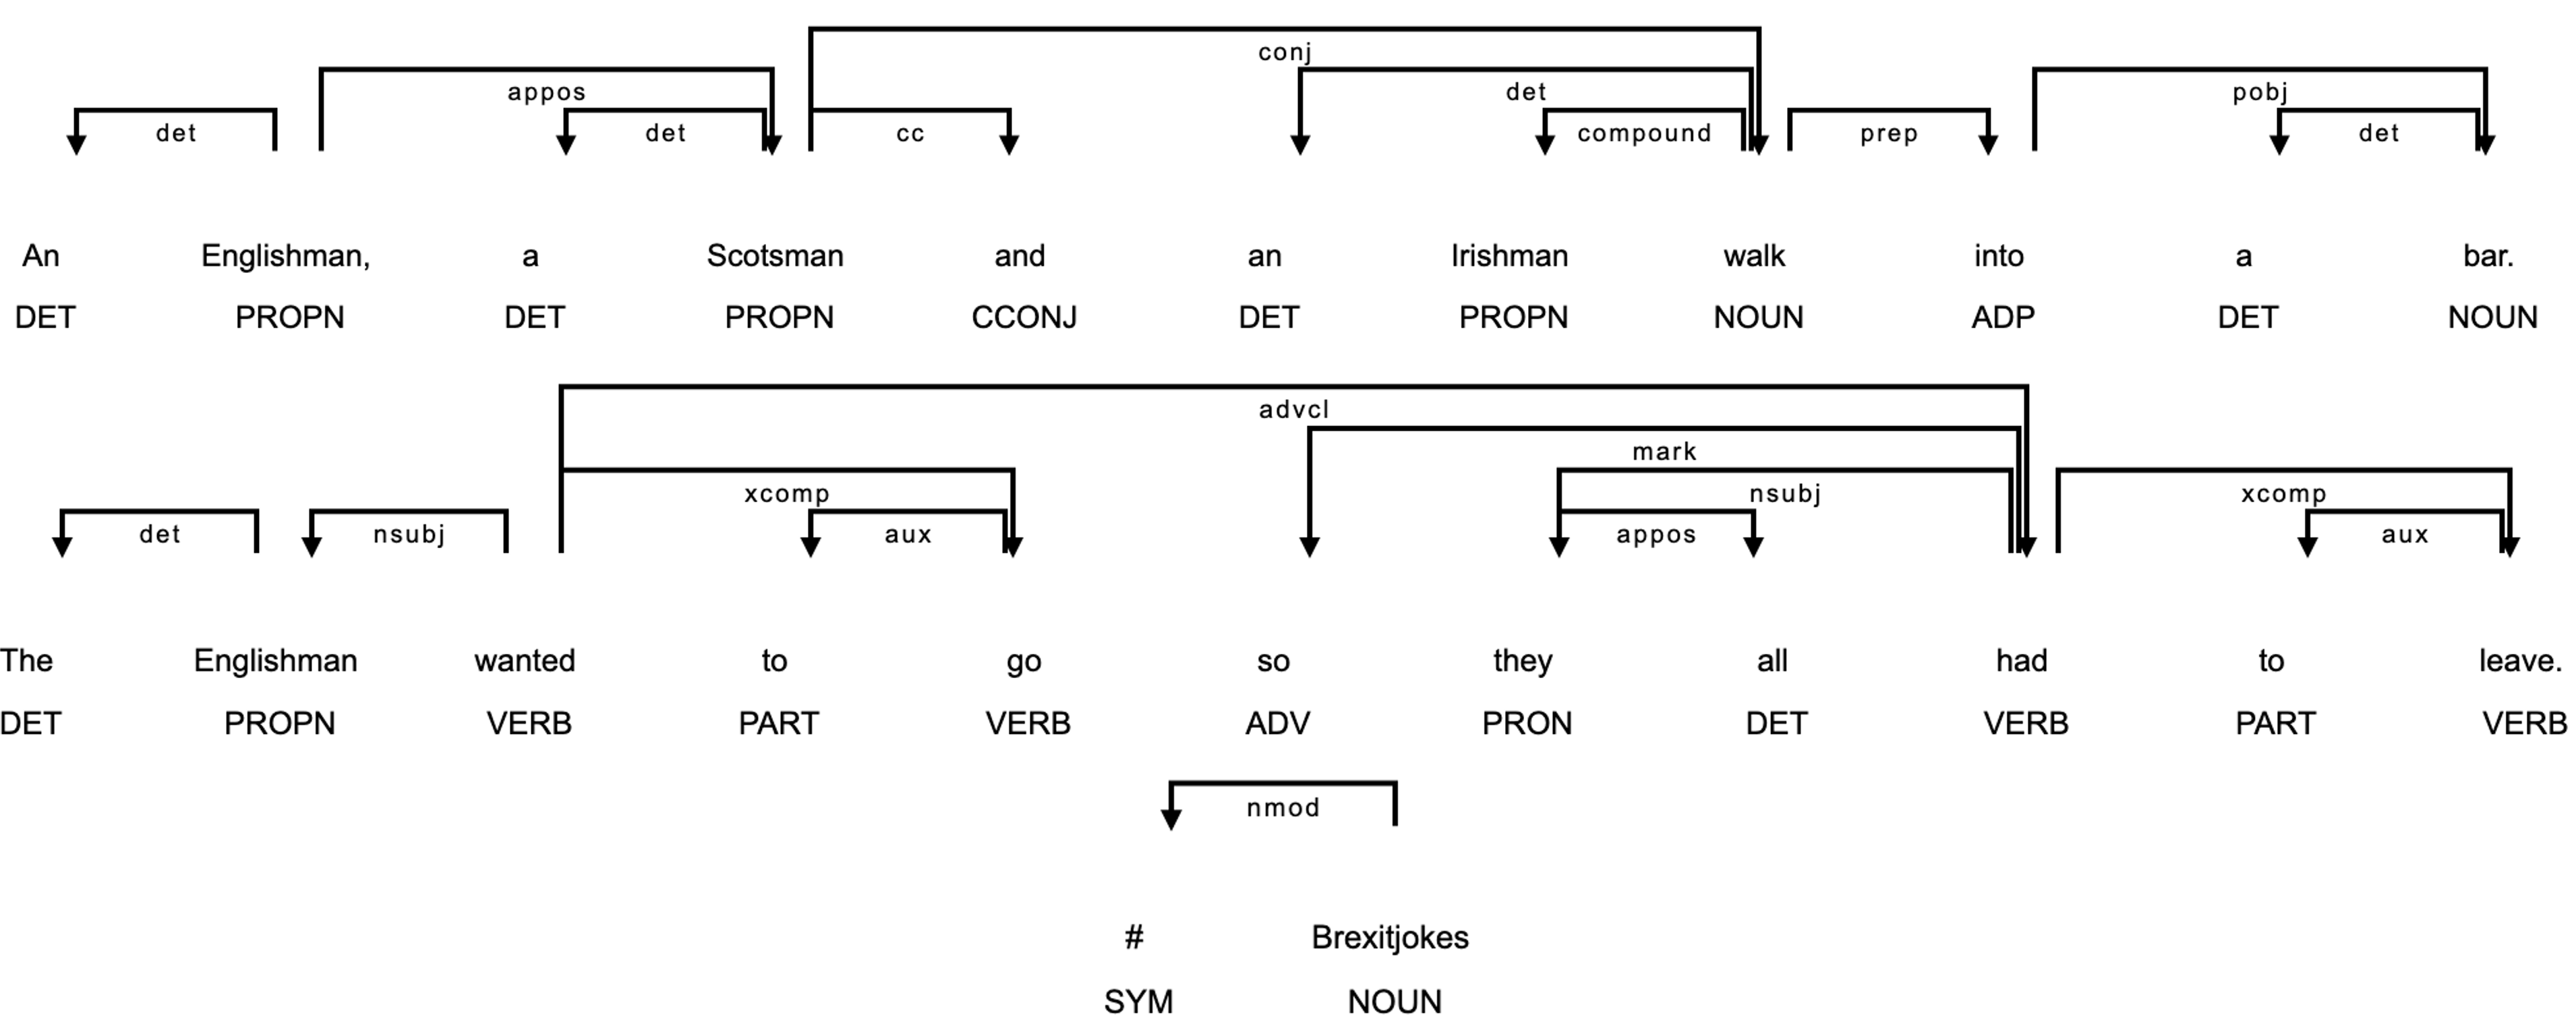 conj
appos det pobj
det det cc compound prep det
An Englishman, a Scotsman and an Irishman walk into a bar.
DET PROPN DET PROPN CCONJ DET PROPN NOUN ADP DET NOUN
advcl
mark
xcomp nsubj xcomp
det nsubj aux appos aux
The Englishman wanted to go so they all had to leave.
DET PROPN VERB PART VERB ADV PRON DET VERB PART VERB
nmod
# Brexitjokes
SYM NOUN